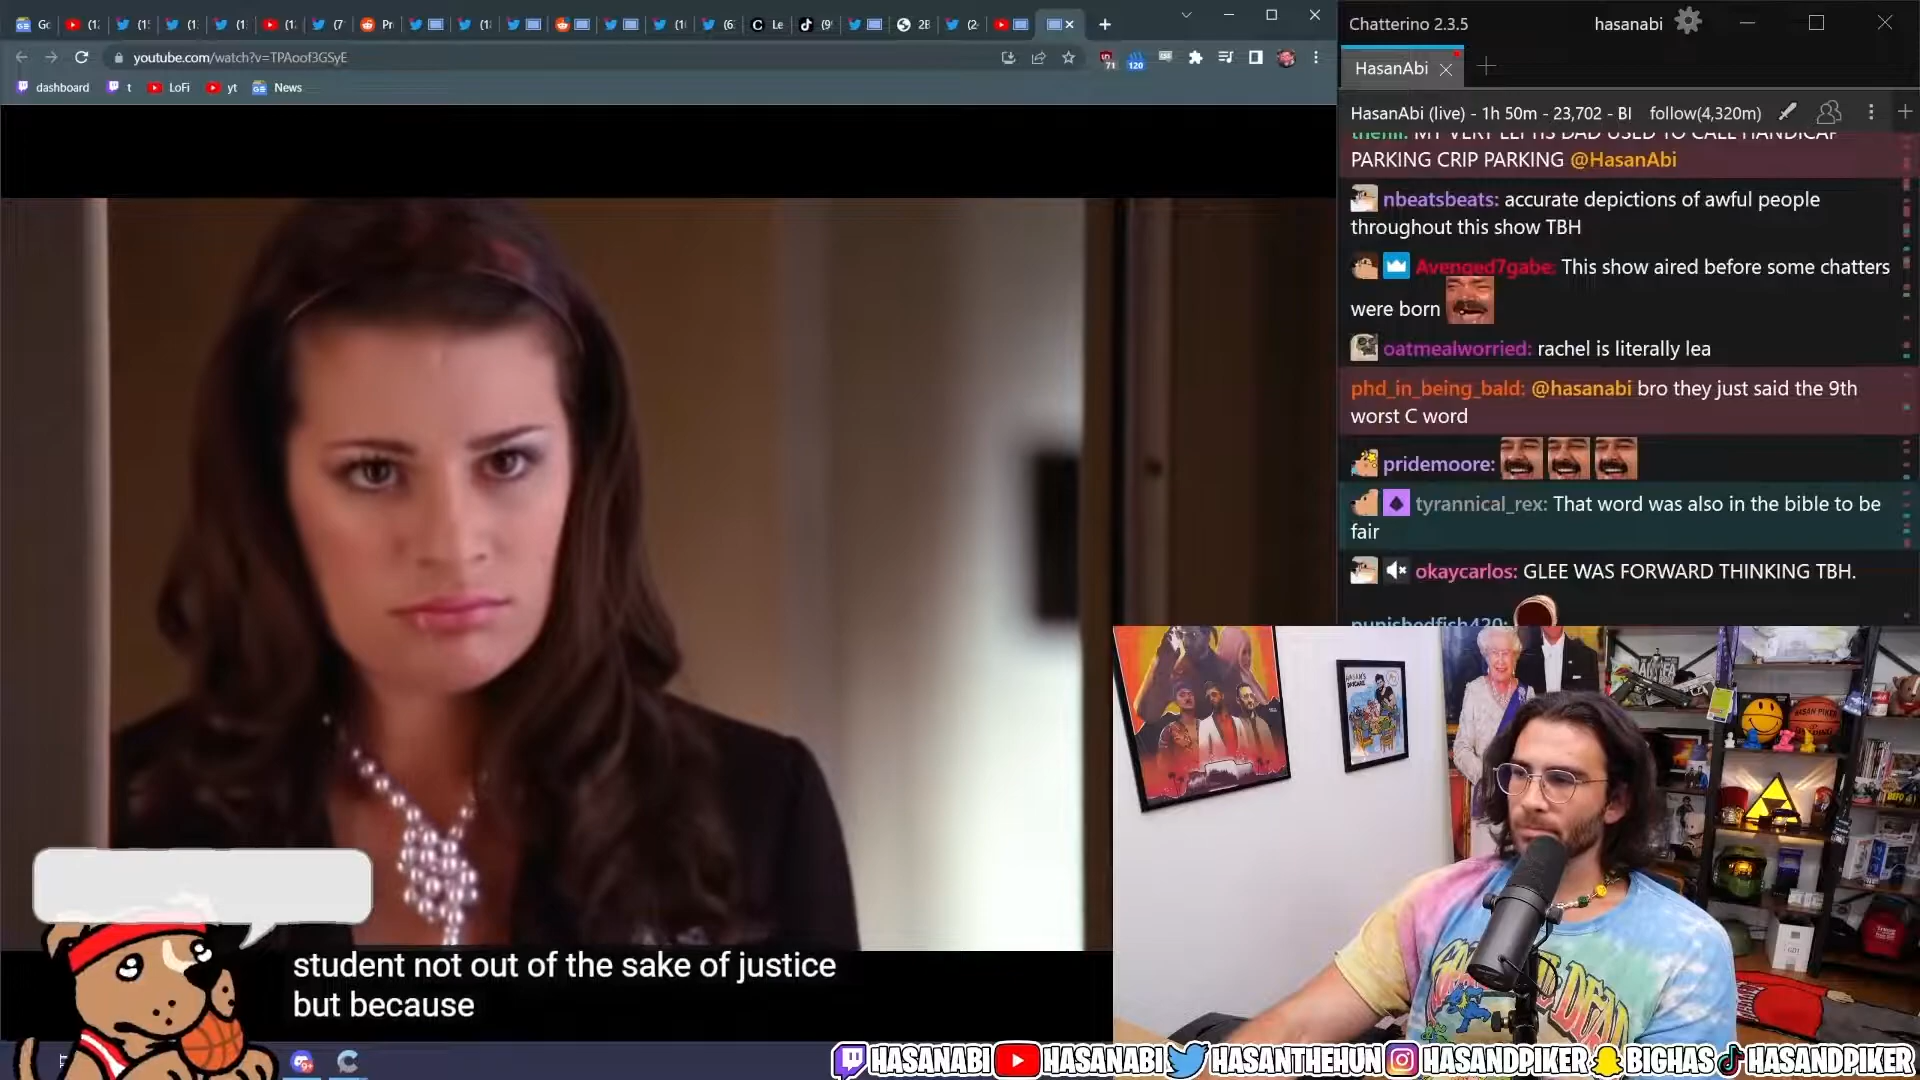 Go
youtube.com/watch?v=TPAoof3GSyE
71
120
dashboard
t
LoFi
yt
News
student not out of the sake of justice
but because
Chatterino 2.3.5
hasanabi
HasanAbi
HasanAbi (live) - 1h 50m - 23,702 - BI
follow(4,320m)
PARKING CRIP PARKING @HasanAbi
nbeatsbeats: accurate depictions of awful people
throughout this show TBH
Avenged7gabe: This show aired before some chatters
were born
oatmealworried: rachel is literally lea
phd_in_being_bald: @hasanabi bro they just said the 9th
worst C word
pridemoore:
tyrannical_rex: That word was also in the bible to be
fair
okaycarlos: GLEE WAS FORWARD THINKING TBH.
punishedfish420:
HASANABI
HASANABI
HASANTHEHUN
HASANDPIKER
BIGHAS
HASANDPIKER